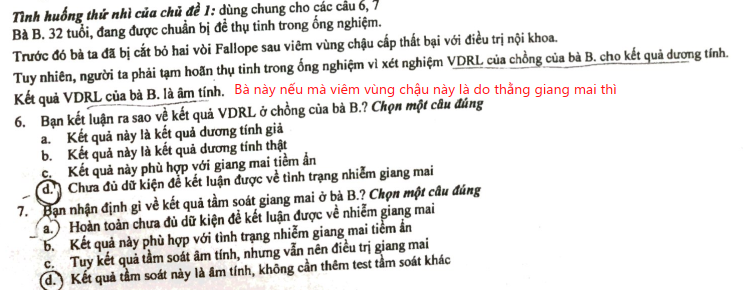 Tình huống thứ nhì của chủ đề 1: dùng chung cho các câu 6, 7
Bà B. 32 tuổi, đang được chuẩn bị để thụ tinh trong ống nghiệm.
Trước đó bà ta đã bị cắt bỏ hai vòi Fallope sau viêm vùng chậu cấp thất bại với điều trị nội khoa.
Tuy nhiên, người ta phải tạm hoãn thụ tinh trong ống nghiệm vì xét nghiệm VDRL của chồng của bà B. cho kết quả dương tính.
Kết quả VDRL của bà B. là âm tính. Bà này nếu mà viêm vùng chậu này là do thằng giang mai thì
6. Bạn kết luận ra sao về kết quả VDRL ở chồng của bà B.? Chọn một câu đúng
a. Kết quả này là kết quả dương tính giả
b. Kết quả này là kết quả dương tính thật
c. Kết quả này phù hợp với giang mai tiềm ẩn
d. Chưa đủ dữ kiện để kết luận được về tình trạng nhiễm giang mai
7. Bạn nhận định gì về kết quả tầm soát giang mai ở bà B.? Chọn một câu đúng
a. Hoàn toàn chưa đủ dữ kiện để kết luận được về nhiễm giang mai
b. Kết quả này phù hợp với tình trạng nhiễm giang mai tiềm ẩn
c. Tuy kết quả tầm soát âm tính, nhưng vẫn nên điều trị giang mai
d. Kết quả tầm soát này là âm tính, không cần thêm test tầm soát khác